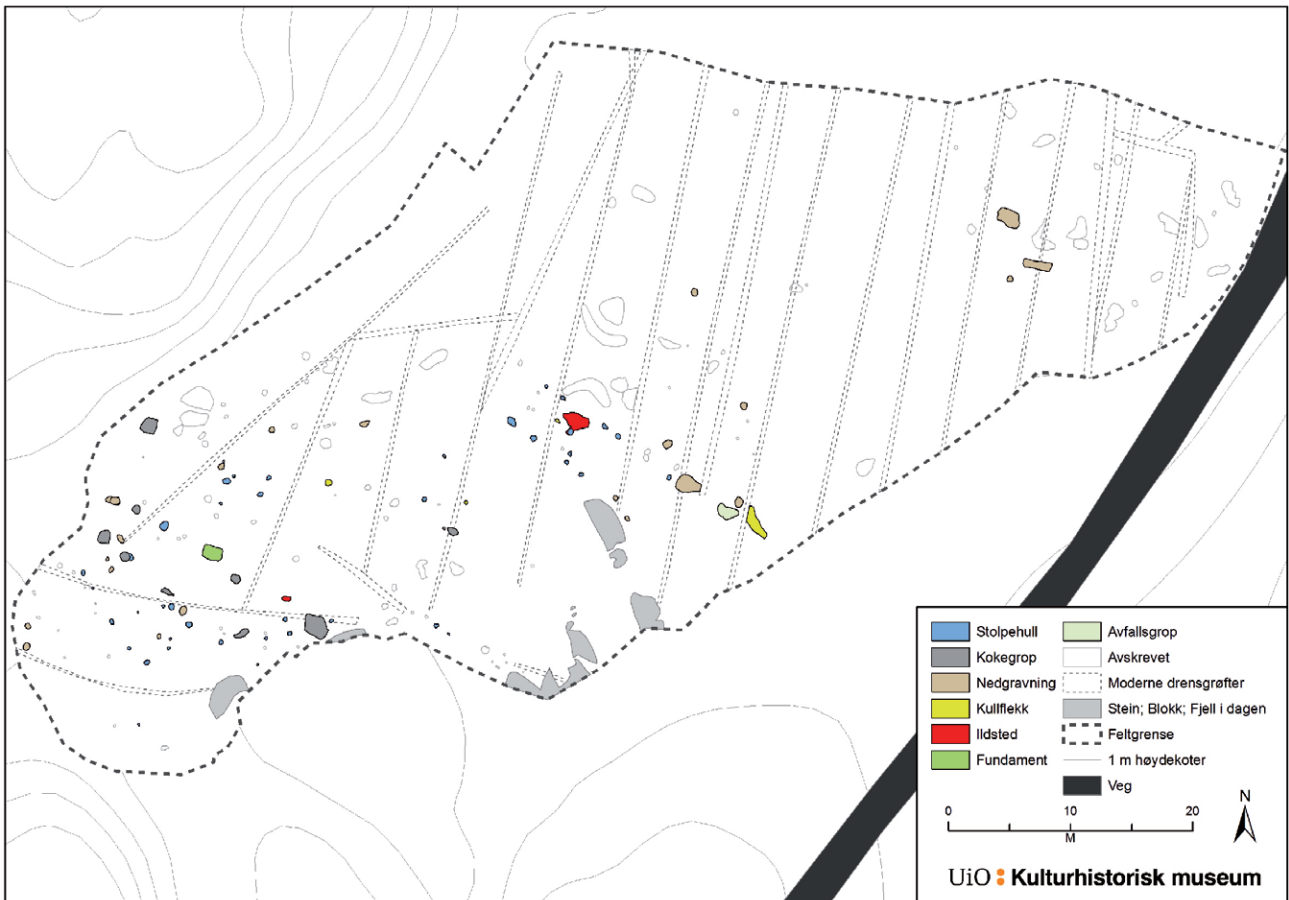 Stolpehull
Kokegrop
Nedgravning
Kullflekk
Ildsted
Fundament
Avfallsgrop
Avskrevet
Moderne drensgrøfter
Stein; Blokk; Fjell i dagen
Feltgrense
1 m høydekoter
Veg
0 10 20
M
N
UiO Kulturhistorisk museum